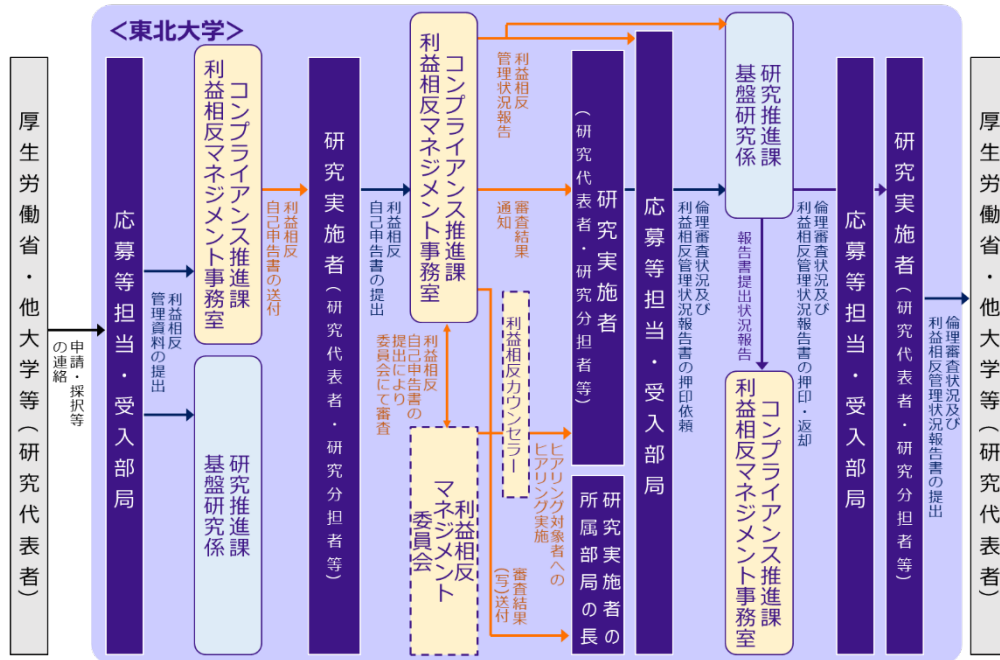 ＜東北大学＞
厚生労働省・他大学等（研究代表者）
申請・採択等
の連絡
応募等担当・受入部局
利益相反
管理資料の提出
コンプライアンス推進課
利益相反マネジメント事務室
研究推進課
基盤研究係
利益相反
自己申告書の送付
研究実施者（研究代表者・研究分担者等）
利益相反
自己申告書の提出
コンプライアンス推進課
利益相反マネジメント事務室
利益相反
自己申告書の
提出により
委員会にて審査
利益相反
マネジメント
委員会
利益相反
管理状況報告
審査結果
通知
利益相反カウンセラー
ヒアリング対象者への
ヒアリング実施
審査結果
(写)送付
研究実施者
（研究代表者・研究分担者等）
研究実施者の
所属部局の長
応募等担当・受入部局
倫理審査状況及び
利益相反管理状況報告書の押印依頼
研究推進課
基盤研究係
報告書提出状況報告
コンプライアンス推進課
利益相反マネジメント事務室
倫理審査状況及び
利益相反管理状況報告書の押印・返却
応募等担当・受入部局
研究実施者（研究代表者・研究分担者等）
倫理審査状況及び
利益相反管理状況報告書の提出
厚生労働省・他大学等（研究代表者）